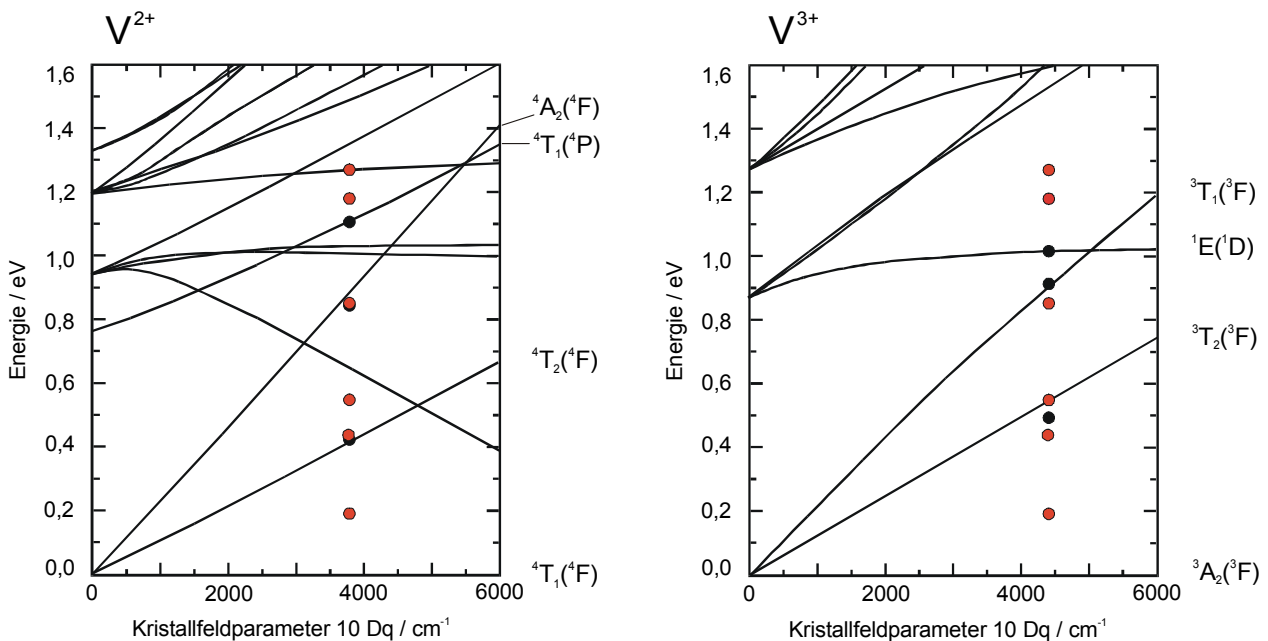 V²⁺
Energie / eV
1,6
1,4
1,2
1,0
0,8
0,6
0,4
0,2
0,0
0 2000 4000 6000
Kristallfeldparameter 10 Dq / cm⁻¹
⁴A₂(⁴F)
⁴T₁(⁴P)
⁴T₂(⁴F)
⁴T₁(⁴F)
V³⁺
Energie / eV
1,6
1,4
1,2
1,0
0,8
0,6
0,4
0,2
0,0
0 2000 4000 6000
Kristallfeldparameter 10 Dq / cm⁻¹
³T₁(³F)
¹E(¹D)
³T₂(³F)
³A₂(³F)